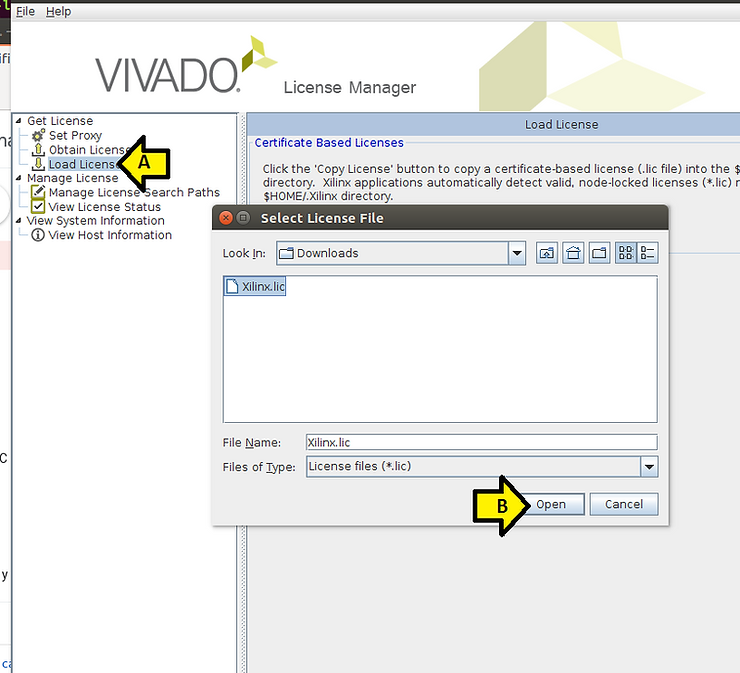 File Help
VIVADO.
License Manager
Get License
Set Proxy
Obtain License
Load License
A
Manage License
Manage License Search Paths
View License Status
View System Information
View Host Information
Load License
Certificate Based Licenses
Click the 'Copy License' button to copy a certificate-based license (.lic file) into the $
directory. Xilinx applications automatically detect valid, node-locked licenses (*.lic) r
$HOME/.Xilinx directory.
Select License File
Look In: Downloads
Xilinx.lic
File Name: Xilinx.lic
Files of Type: License files (*.lic)
B
Open
Cancel
C
y
ca